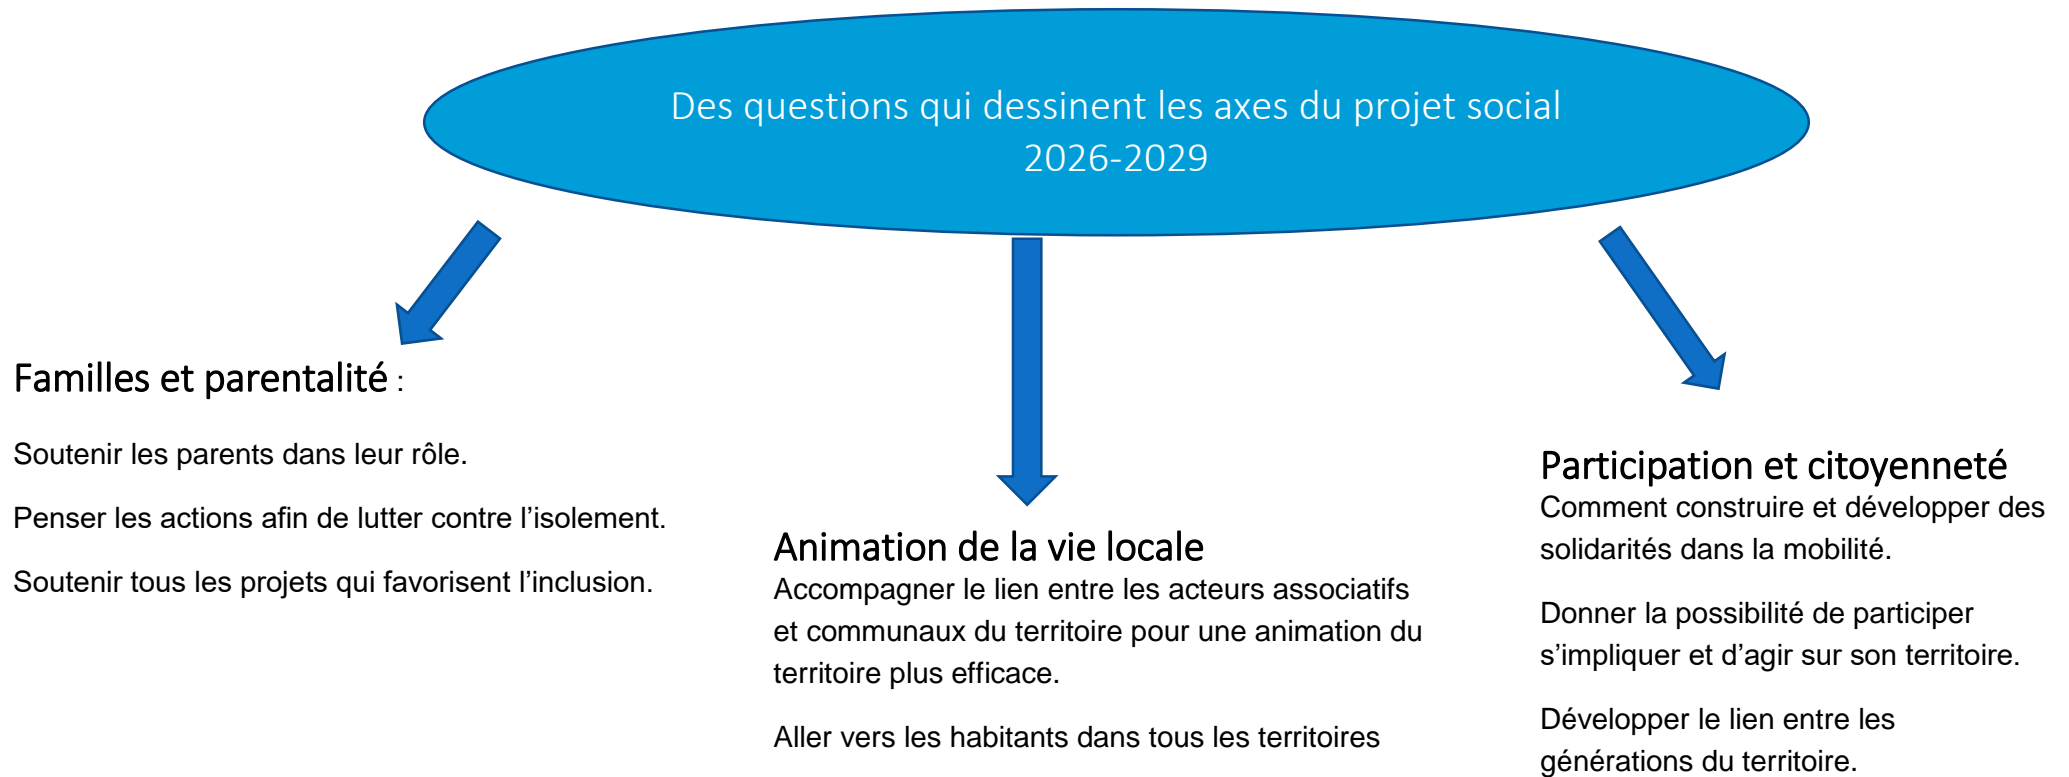 Des questions qui dessinent les axes du projet social
2026-2029
Familles et parentalité :
Soutenir les parents dans leur rôle.
Penser les actions afin de lutter contre l’isolement.
Soutenir tous les projets qui favorisent l’inclusion.
Animation de la vie locale
Accompagner le lien entre les acteurs associatifs
et communaux du territoire pour une animation du
territoire plus efficace.
Aller vers les habitants dans tous les territoires
Participation et citoyenneté
Comment construire et développer des
solidarités dans la mobilité.
Donner la possibilité de participer
s’impliquer et d’agir sur son territoire.
Développer le lien entre les
générations du territoire.